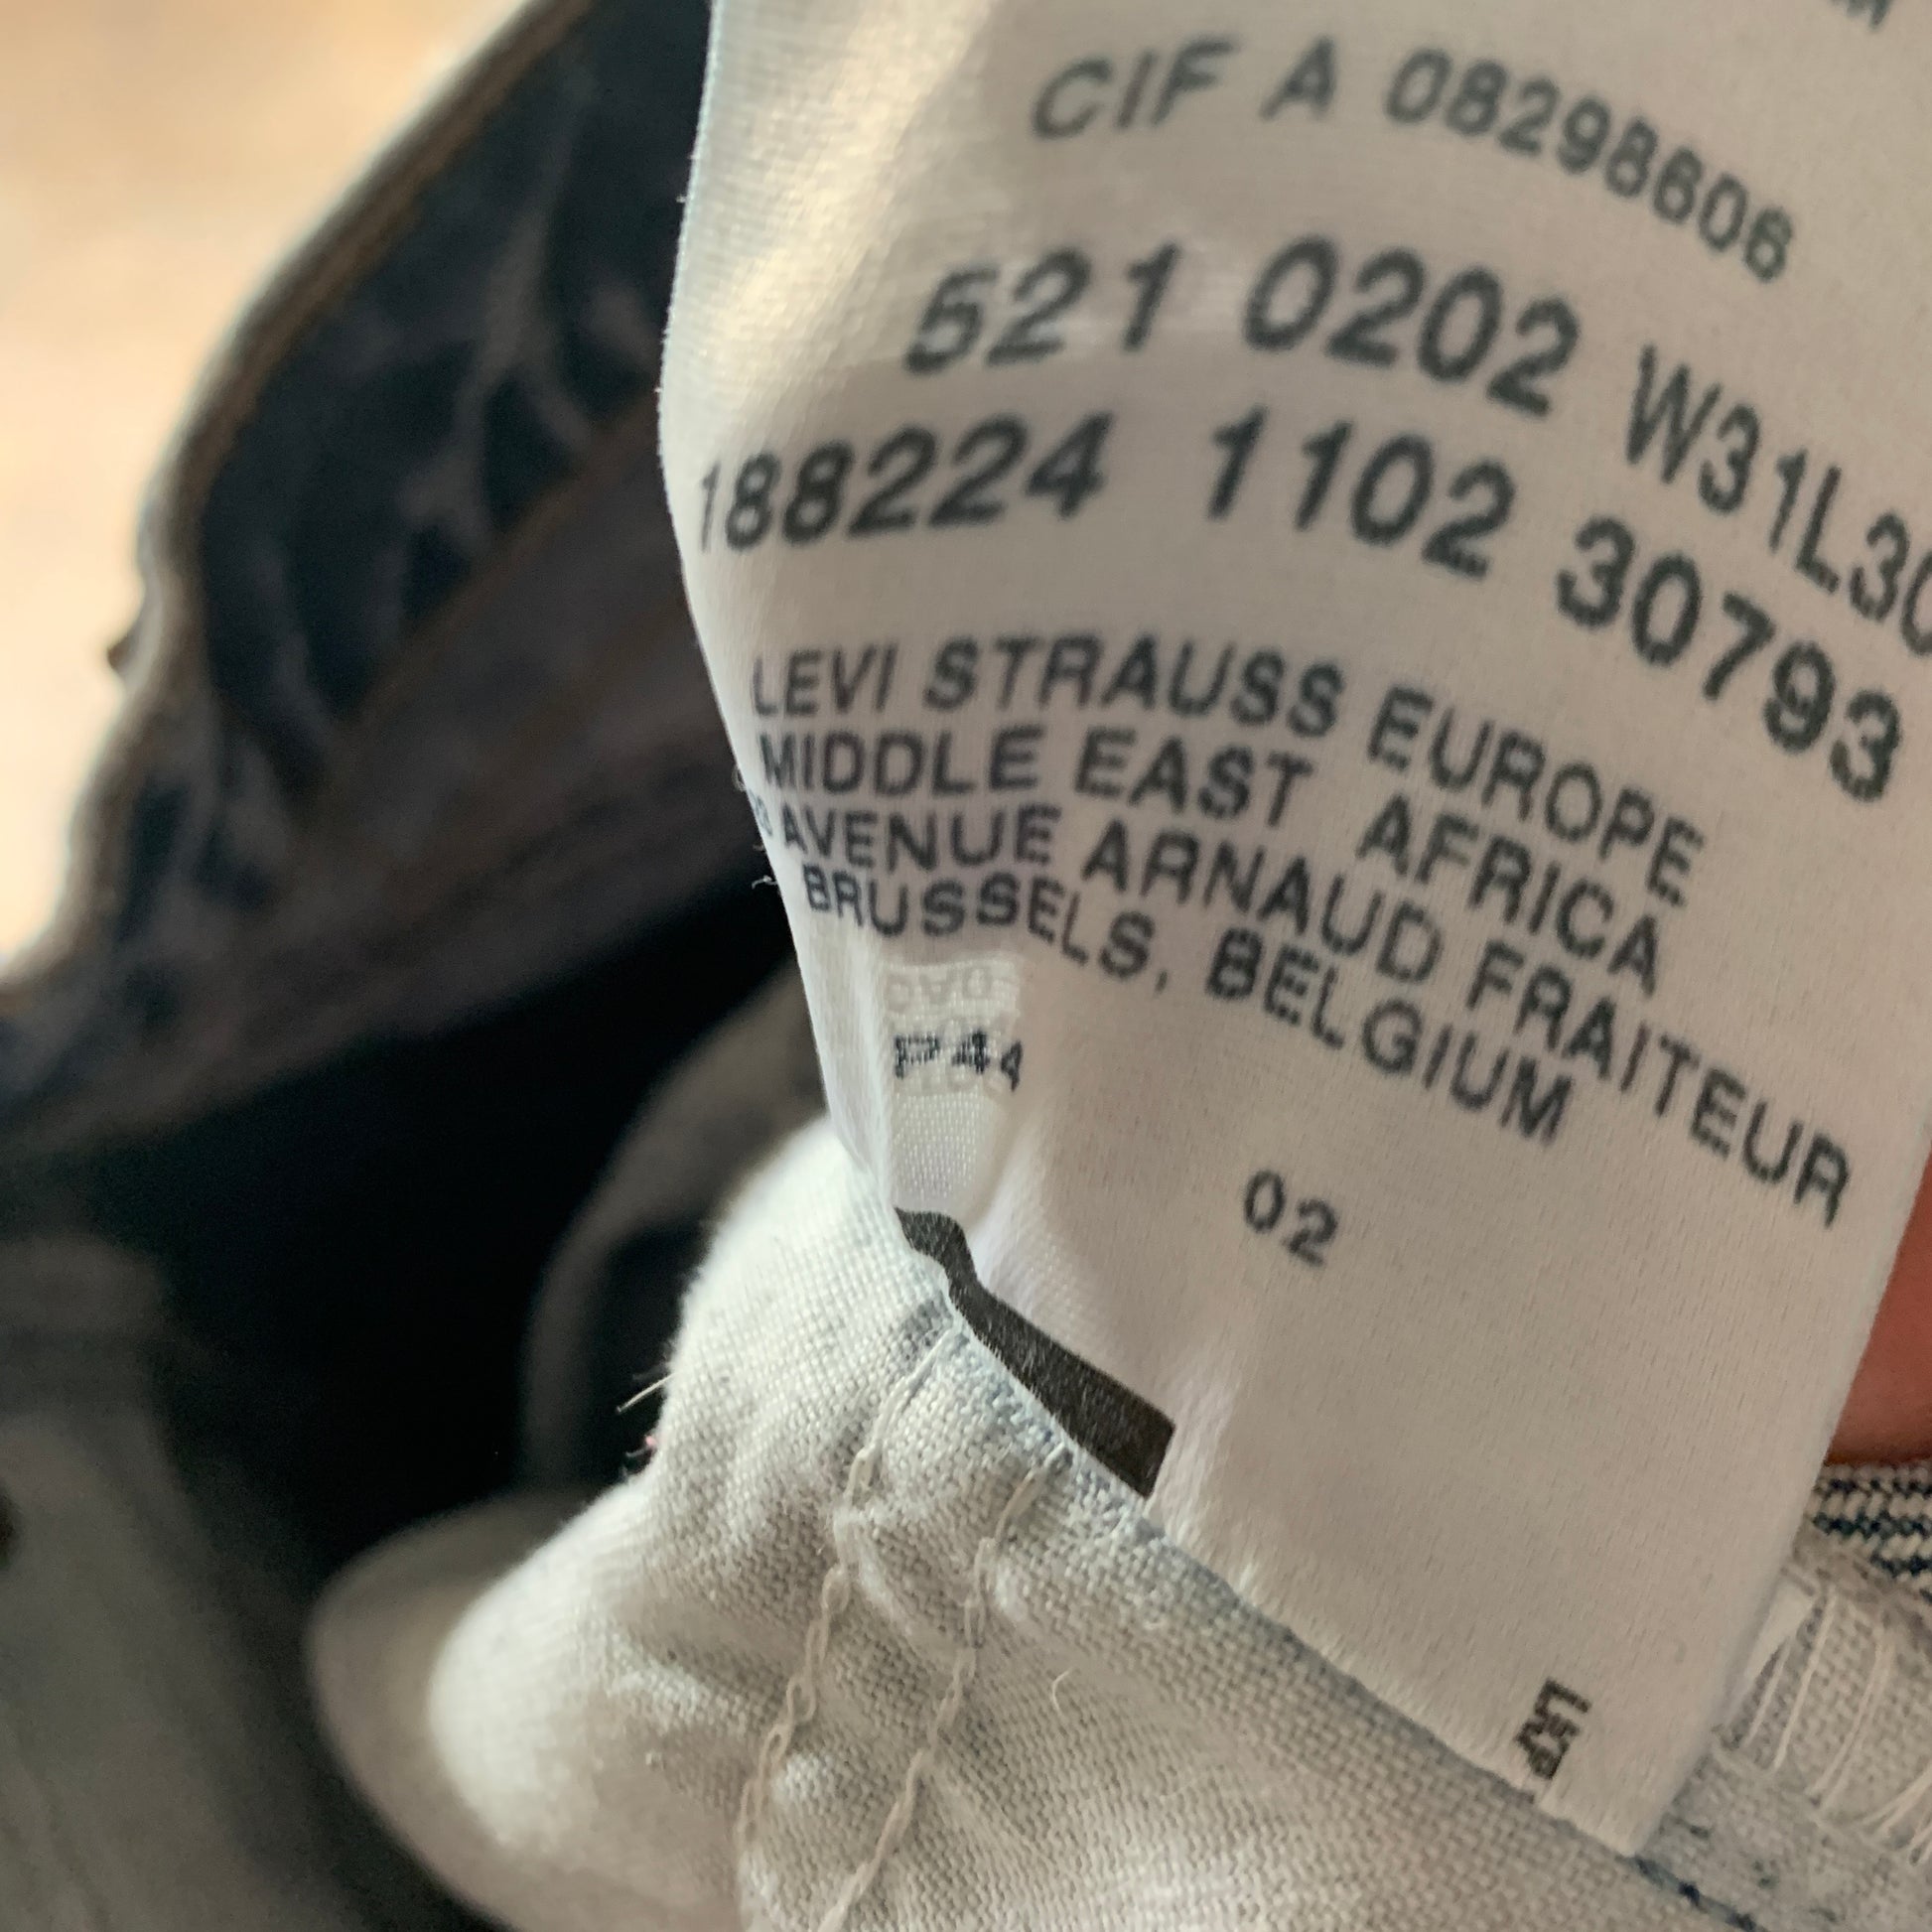 CIF A 08298606
521 0202 W31L30
188224 1102 30793
LEVI STRAUSS EUROPE
MIDDLE EAST AFRICA
AVENUE ARNAUD FRAITEUR
BRUSSELS, BELGIUM
P44
02